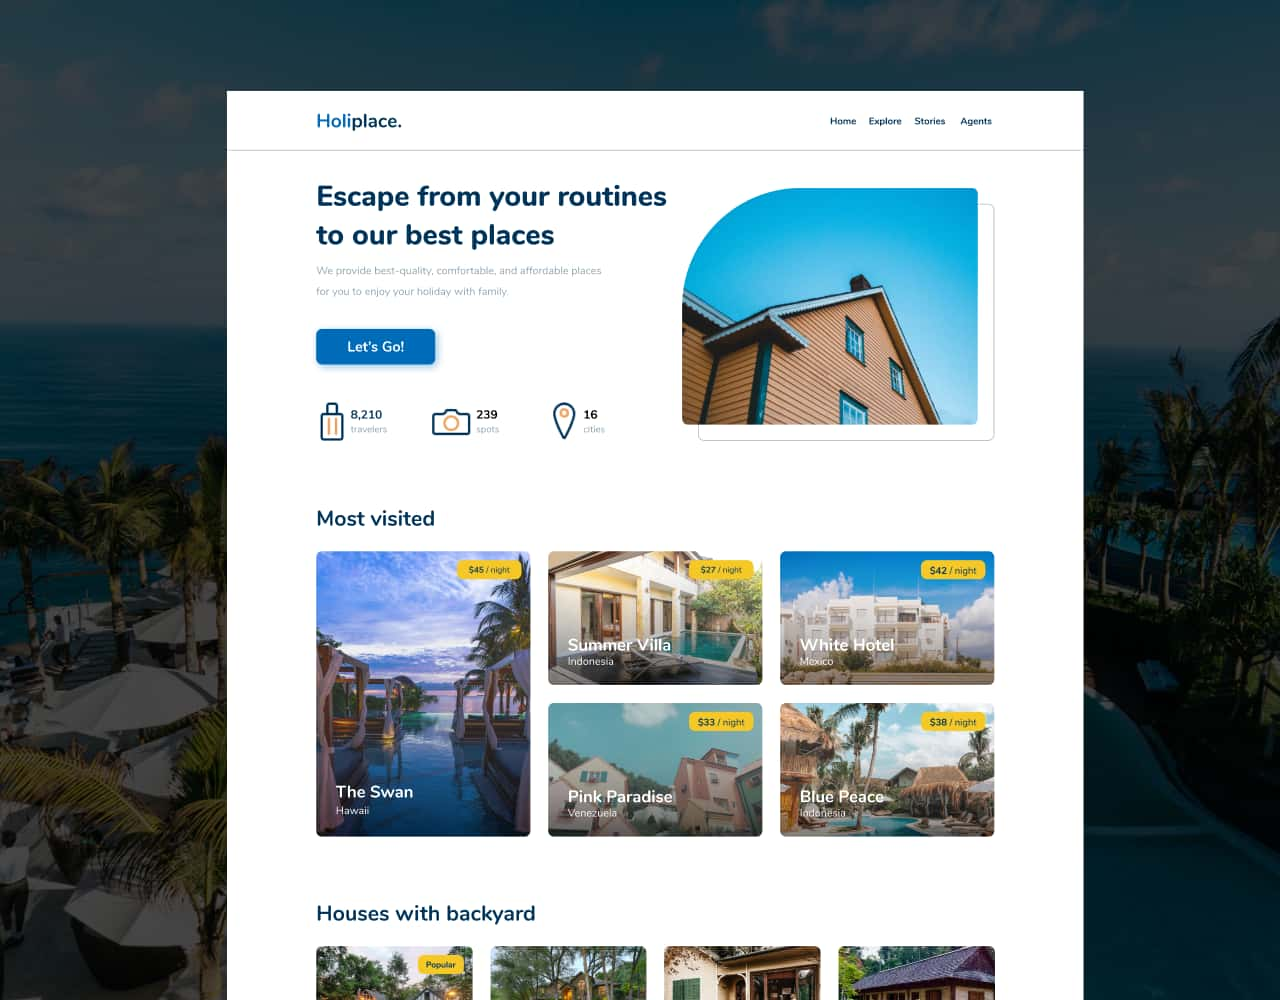 Holiplace.
Home Explore Stories Agents
Escape from your routines
to our best places
We provide best-quality, comfortable, and affordable places
for you to enjoy your holiday with family.
Let's Go!
8,210
travelers
239
spots
16
cities
Most visited
$45 / night
The Swan
Hawaii
$27 / night
Summer Villa
Indonesia
$42 / night
White Hotel
Mexico
$33 / night
Pink Paradise
Venezuela
$38 / night
Blue Peace
Indonesia
Houses with backyard
Popular